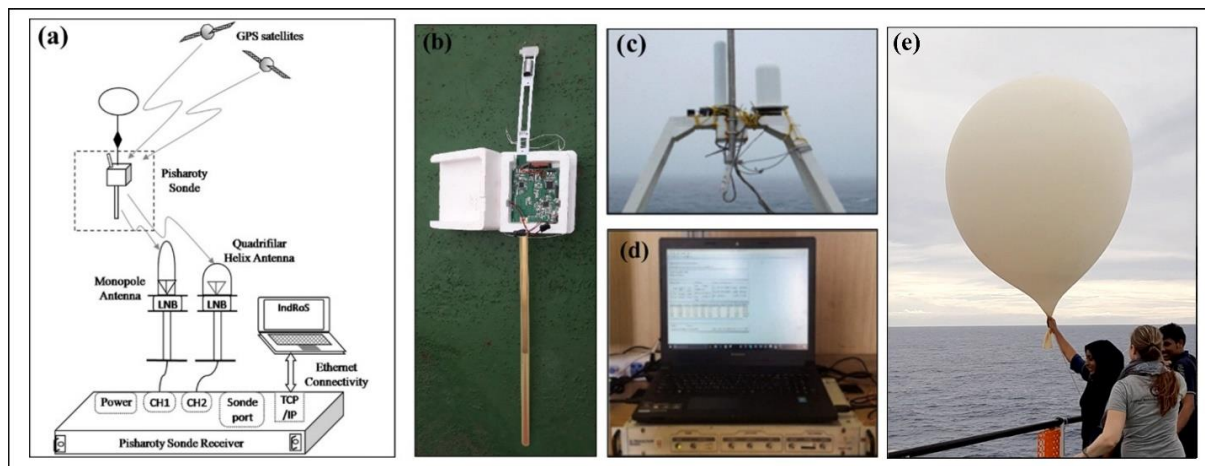 (a)
GPS satellites
Pisharoty
Sonde
Quadrifilar
Helix Antenna
Monopole
Antenna
LNB
LNB
IndRoS
Ethernet
Connectivity
Power
CH1
CH2
Sonde
port
TCP
/IP
Pisharoty Sonde Receiver
(b)
(c)
(d)
(e)